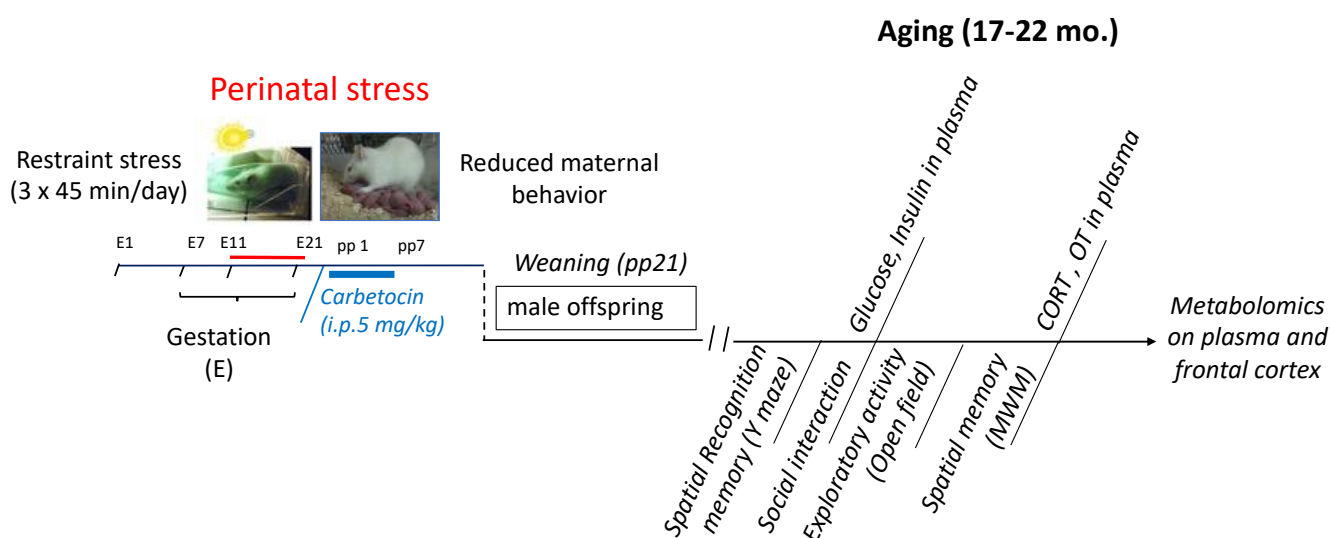 Aging (17-22 mo.)
Perinatal stress
Restraint stress
(3 x 45 min/day)
Reduced maternal
behavior
E1
E7
E11
E21
pp 1
pp7
Carbetocin
(i.p.5 mg/kg)
Gestation
(E)
Weaning (pp21)
male offspring
Spatial Recognition
memory (Y maze)
Social interaction
Glucose, Insulin in plasma
Exploratory activity
(Open field)
Spatial memory
(MWM)
CORT , OT in plasma
Metabolomics
on plasma and
frontal cortex